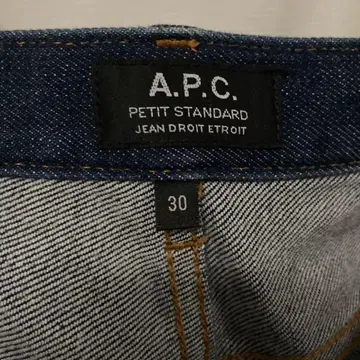 A.P.C.
PETIT STANDARD
JEAN DROIT ETROIT
30